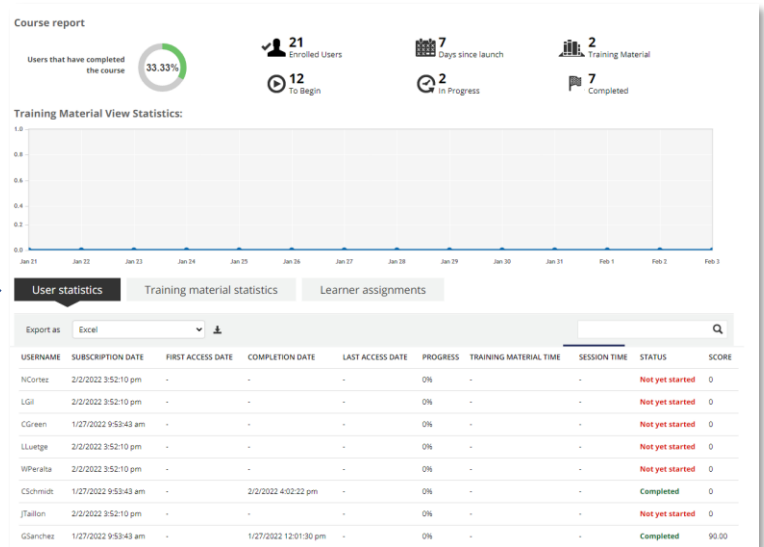 Course report
Users that have completed
the course
33.33%
21
Enrolled Users
7
Days since launch
2
Training Material
12
To Begin
2
In Progress
7
Completed
Training Material View Statistics:
1.0
0.8
0.6
0.4
0.2
0.0
Jan 21 Jan 22 Jan 23 Jan 24 Jan 25 Jan 26 Jan 27 Jan 28 Jan 29 Jan 30 Jan 31 Feb 1 Feb 2 Feb 3
User statistics Training material statistics Learner assignments
Export as Excel
USERNAME SUBSCRIPTION DATE FIRST ACCESS DATE COMPLETION DATE LAST ACCESS DATE PROGRESS TRAINING MATERIAL TIME SESSION TIME STATUS SCORE
NCortez 2/2/2022 3:52:10 pm - - - 0% - - Not yet started 0
LGil 2/2/2022 3:52:10 pm - - - 0% - - Not yet started 0
CGreen 1/27/2022 9:53:43 am - - - 0% - - Not yet started 0
LLuetge 2/2/2022 3:52:10 pm - - - 0% - - Not yet started 0
WPeralta 2/2/2022 3:52:10 pm - - - 0% - - Not yet started 0
CSchmidt 1/27/2022 9:53:43 am - 2/2/2022 4:02:22 pm - 0% - - Completed 0
JTaillon 2/2/2022 3:52:10 pm - - - 0% - - Not yet started 0
GSanchez 1/27/2022 9:53:43 am - 1/27/2022 12:01:30 pm - 0% - - Completed 90.00